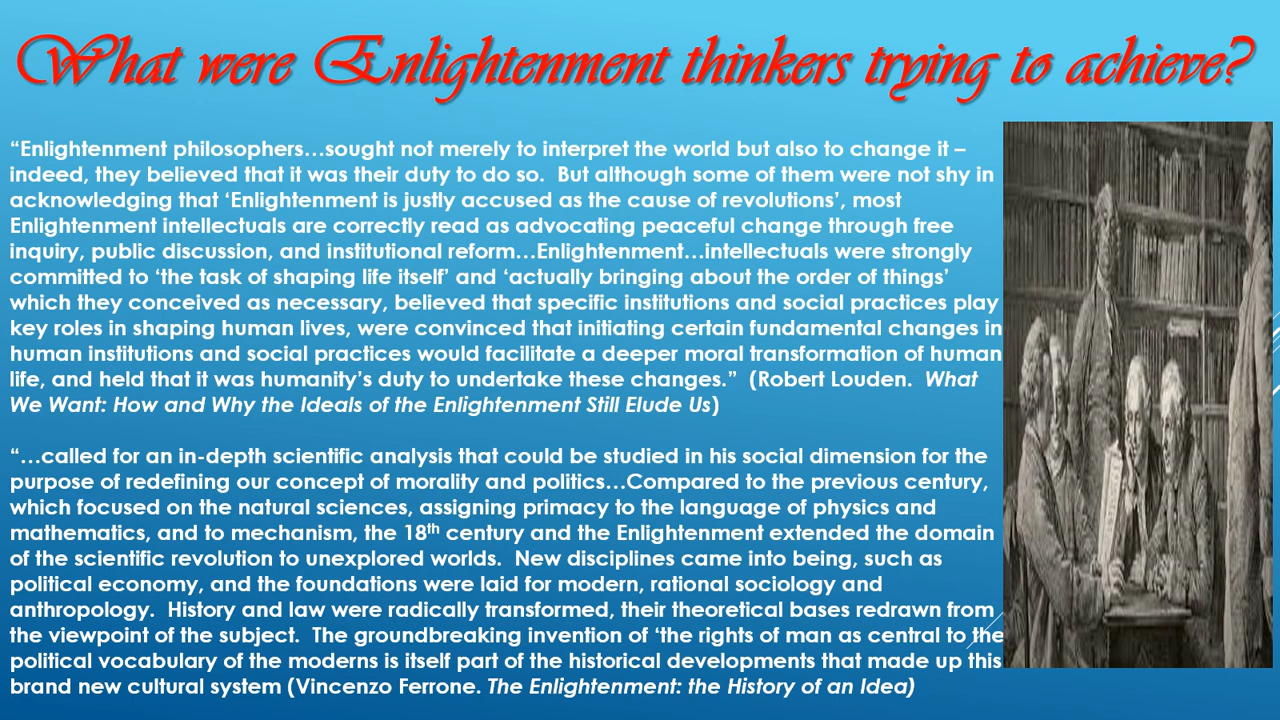 What were Enlightenment thinkers trying to achieve?
“Enlightenment philosophers…sought not merely to interpret the world but also to change it –
indeed, they believed that it was their duty to do so.  But although some of them were not shy in
acknowledging that ‘Enlightenment is justly accused as the cause of revolutions’, most
Enlightenment intellectuals are correctly read as advocating peaceful change through free
inquiry, public discussion, and institutional reform…Enlightenment…intellectuals were strongly
committed to ‘the task of shaping life itself’ and ‘actually bringing about the order of things’
which they conceived as necessary, believed that specific institutions and social practices play
key roles in shaping human lives, were convinced that initiating certain fundamental changes in
human institutions and social practices would facilitate a deeper moral transformation of human
life, and held that it was humanity’s duty to undertake these changes.”  (Robert Louden.  What
We Want: How and Why the Ideals of the Enlightenment Still Elude Us)
“…called for an in-depth scientific analysis that could be studied in his social dimension for the
purpose of redefining our concept of morality and politics…Compared to the previous century,
which focused on the natural sciences, assigning primacy to the language of physics and
mathematics, and to mechanism, the 18th century and the Enlightenment extended the domain
of the scientific revolution to unexplored worlds.  New disciplines came into being, such as
political economy, and the foundations were laid for modern, rational sociology and
anthropology.  History and law were radically transformed, their theoretical bases redrawn from
the viewpoint of the subject.  The groundbreaking invention of ‘the rights of man as central to the
political vocabulary of the moderns is itself part of the historical developments that made up this
brand new cultural system (Vincenzo Ferrone. The Enlightenment: the History of an Idea)